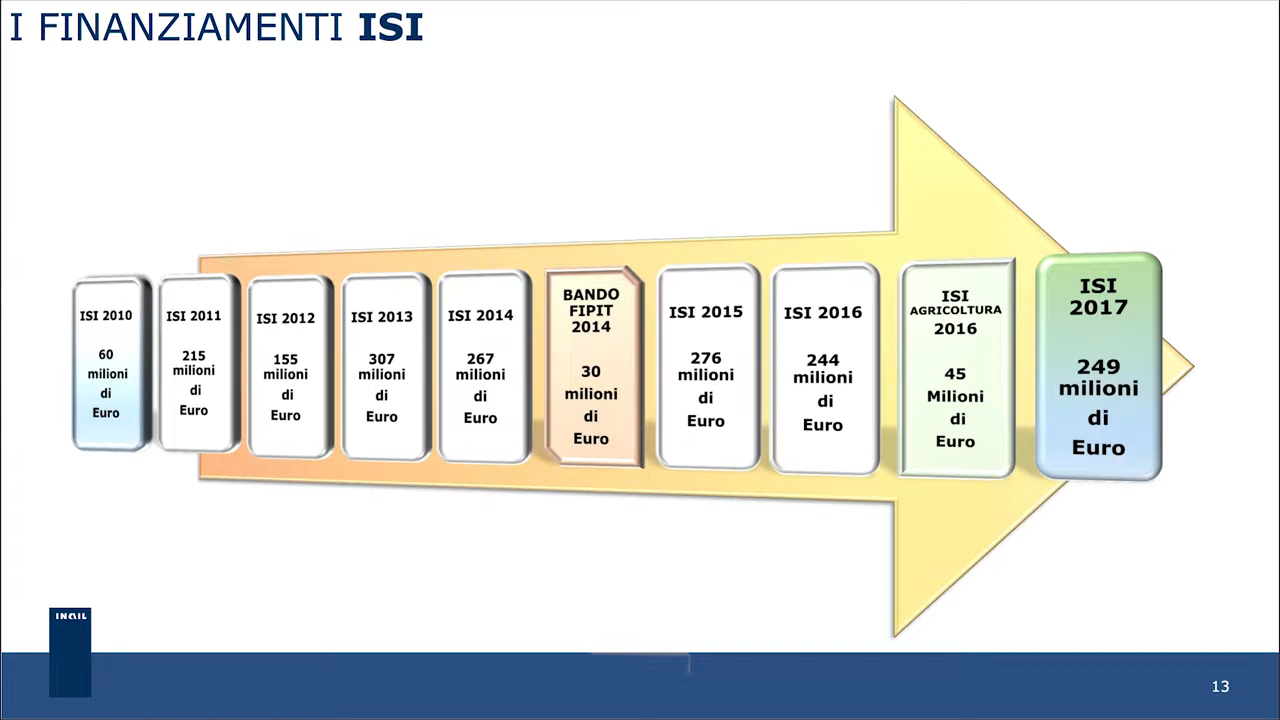 I FINANZIAMENTI ISI
ISI 2010
60
milioni
di
Euro
ISI 2011
215
milioni
di
Euro
ISI 2012
155
milioni
di
Euro
ISI 2013
307
milioni
di
Euro
ISI 2014
267
milioni
di
Euro
BANDO
FIPIT
2014
30
milioni
di
Euro
ISI 2015
276
milioni
di
Euro
ISI 2016
244
milioni
di
Euro
ISI
AGRICOLTURA
2016
45
Milioni
di
Euro
ISI
2017
249
milioni
di
Euro
INAIL
13